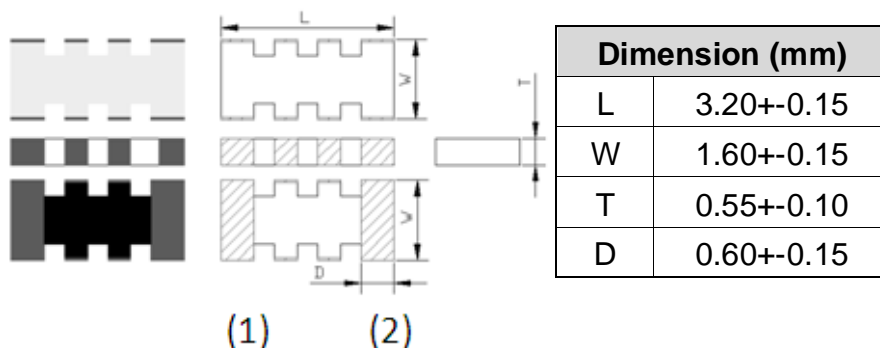 L
W
T
W
D
(1) (2)
Dimension (mm)
L 3.20+-0.15
W 1.60+-0.15
T 0.55+-0.10
D 0.60+-0.15